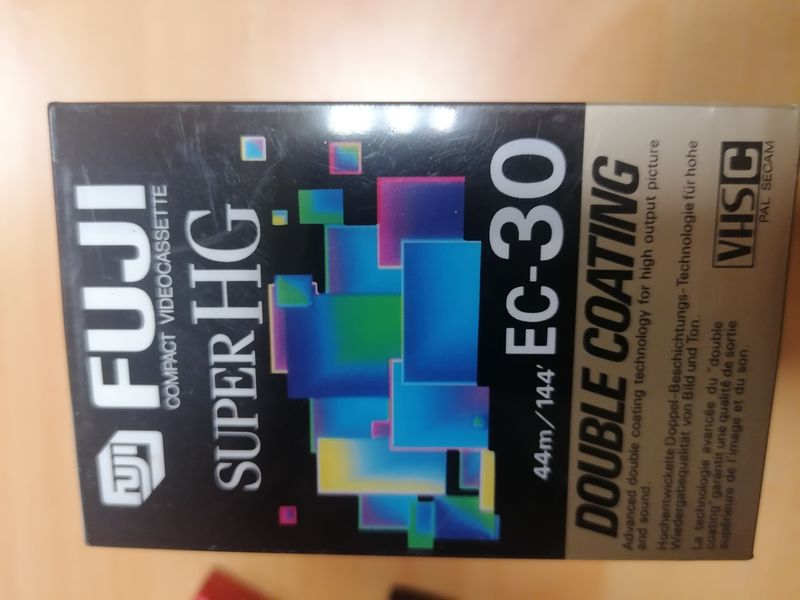 FUJI
FUJI
COMPACT VIDEOCASSETTE
SUPER HG
44m/144' EC-30
DOUBLE COATING
Advanced double coating technology for high output picture
and sound.
Hochentwickelte Doppel-Beschichtungs-Technologie für hohe
Wiedergabequalität von Bild und Ton.
La technologie avancée du "double
coating" garantit une qualité de sortie
supérieure de l'image et du son.
VHS C
PAL SECAM